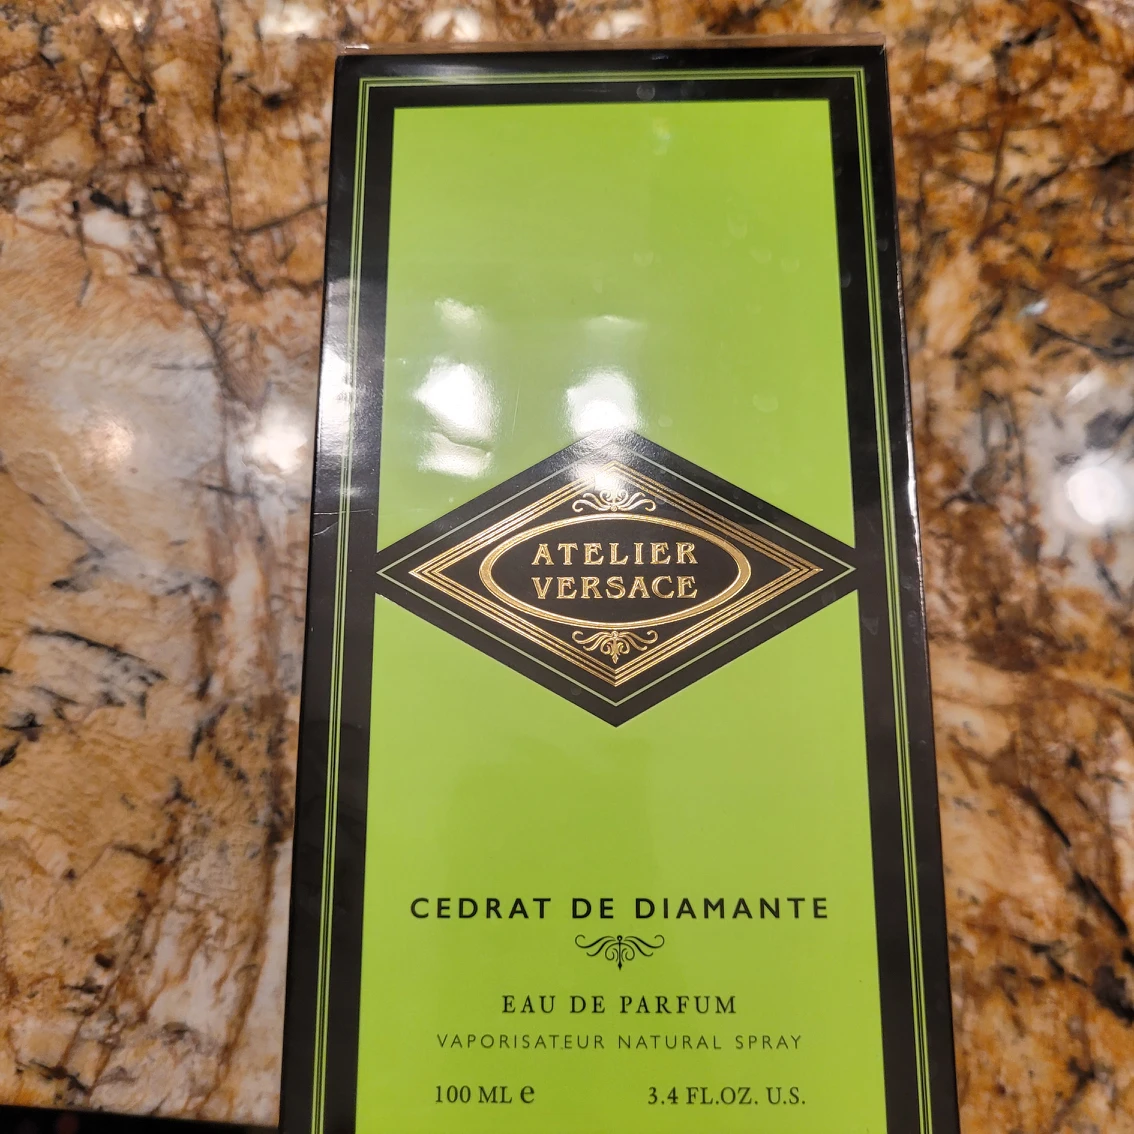 ATELIER
VERSACE
CEDRAT DE DIAMANTE
EAU DE PARFUM
VAPORISATEUR NATURAL SPRAY
100 ML ℮ 3.4 FL.OZ. U.S.